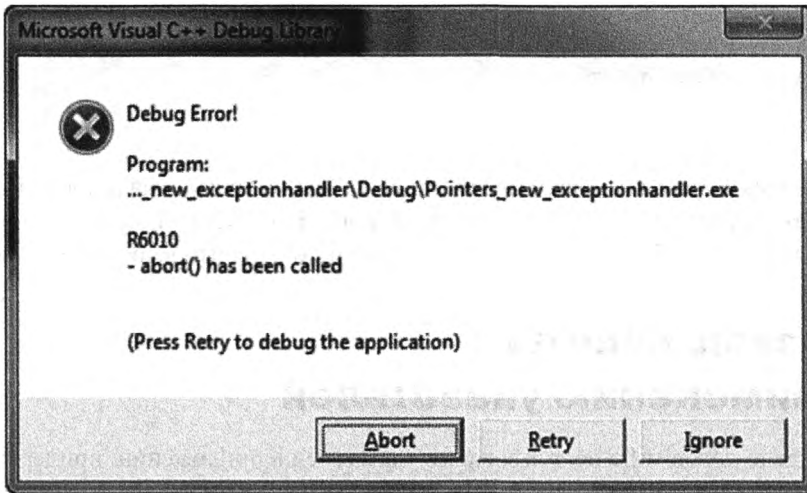 Microsoft Visual C++ Debug Library
Debug Error!
Program:
..._new_exceptionhandler\Debug\Pointers_new_exceptionhandler.exe
R6010
- abort() has been called
(Press Retry to debug the application)
Abort
Retry
Ignore